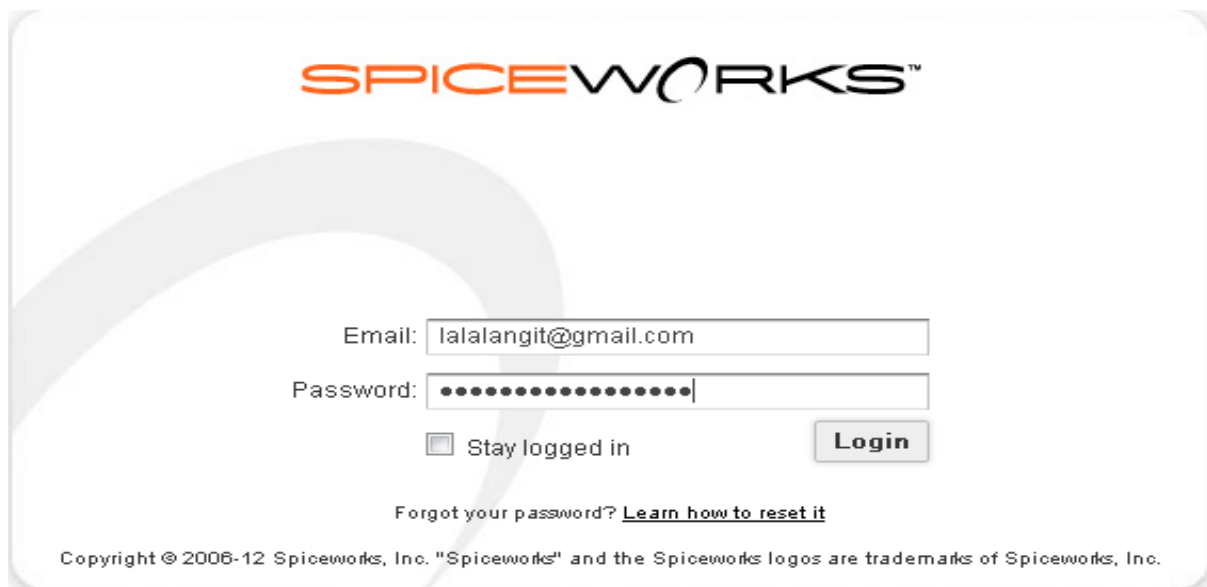 SPICEWORKS™
Email: lalalangit@gmail.com
Password: •••••••••••••••••
Stay logged in Login
Forgot your password? Learn how to reset it
Copyright © 2006-12 Spiceworks, Inc. "Spiceworks" and the Spiceworks logos are trademarks of Spiceworks, Inc.